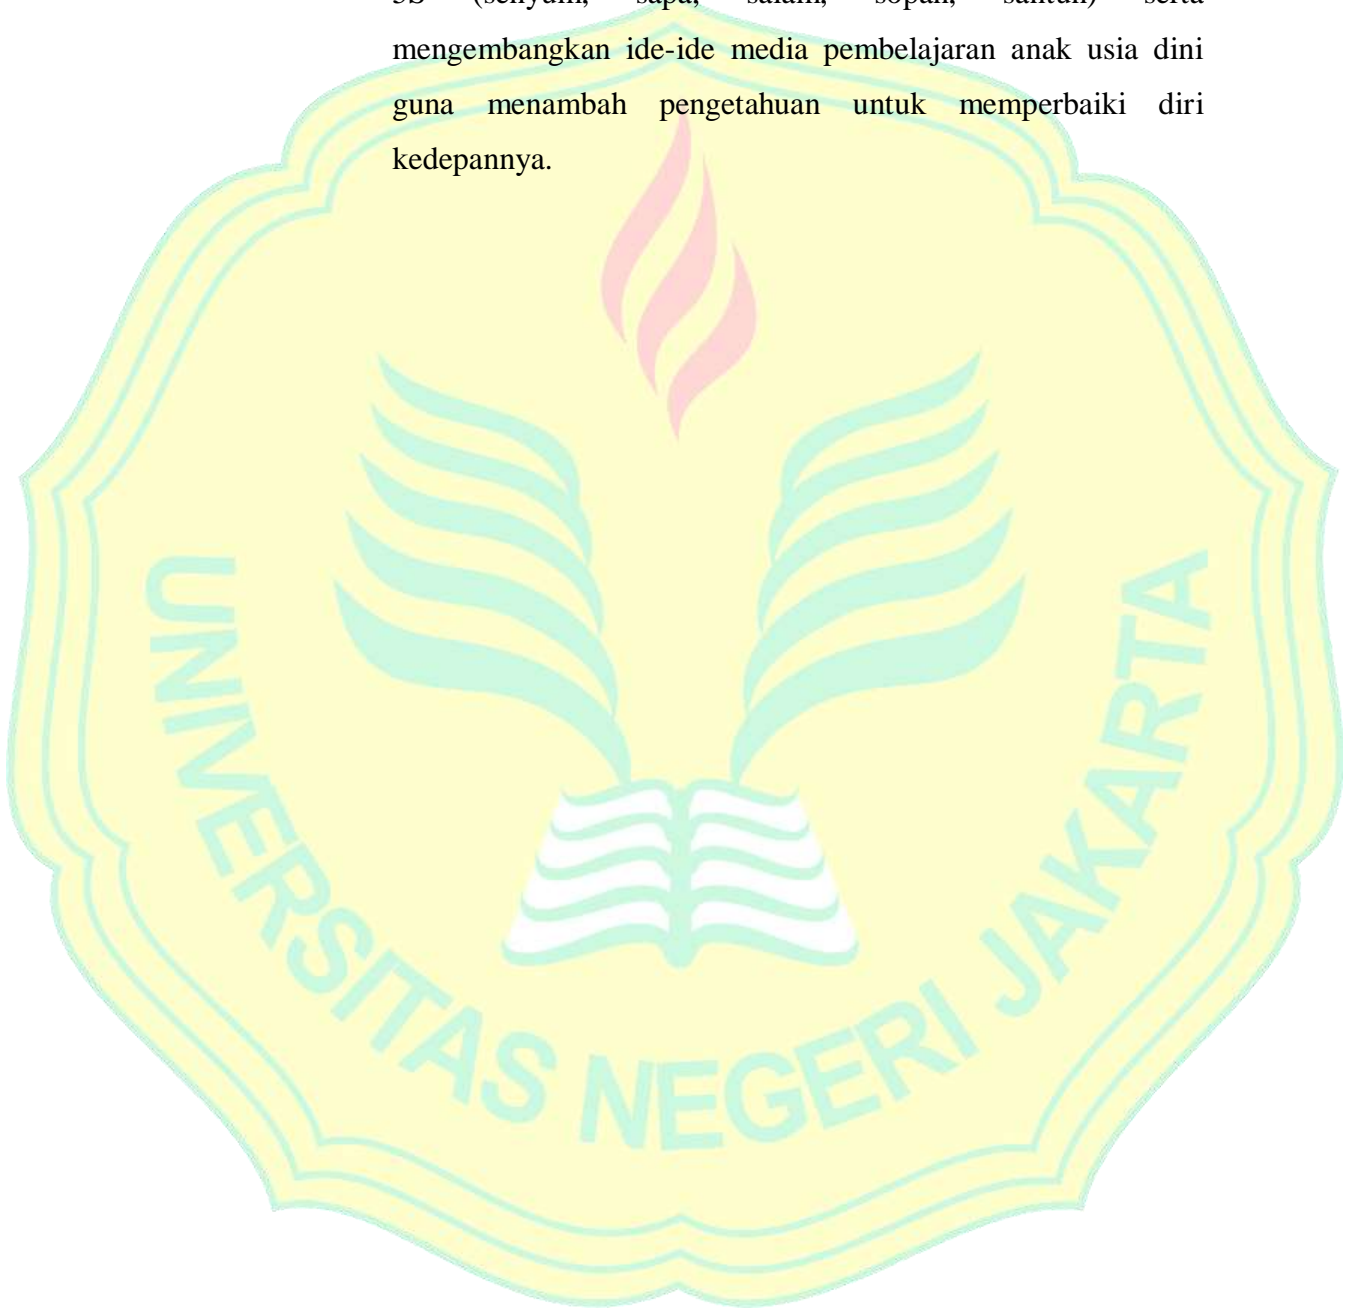 5S (senyum, sapa, salam, sopan, santun) serta
mengembangkan ide-ide media pembelajaran anak usia dini
guna menambah pengetahuan untuk memperbaiki diri
kedepannya.
UNIVERSITAS NEGERI JAKARTA